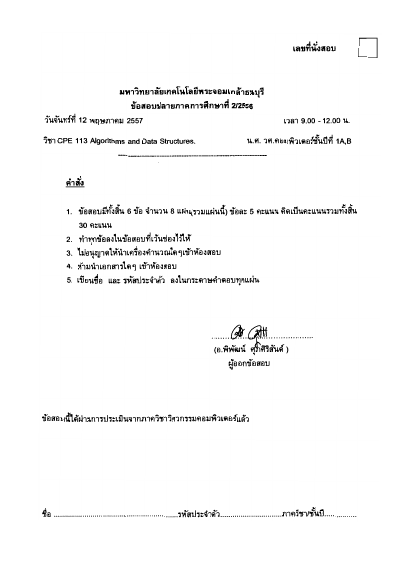 เลขที่นั่งสอบ
มหาวิทยาลัยเทคโนโลยีพระจอมเกล้าธนบุรี
ข้อสอบปลายภาคการศึกษาที่ 2/2556
วันจันทร์ที่ 12 พฤษภาคม 2557 เวลา 9.00 - 12.00 น.
วิชา CPE 113 Algorithms and Data Structures. น.ศ. วศ.คอมพิวเตอร์ชั้นปีที่ 1A,B
คำสั่ง
1. ข้อสอบมีทั้งสิ้น 6 ข้อ จำนวน 8 แผ่น(รวมแผ่นนี้) ข้อละ 5 คะแนน คิดเป็นคะแนนรวมทั้งสิ้น
30 คะแนน
2. ทำทุกข้อลงในข้อสอบที่เว้นช่องไว้ให้
3. ไม่อนุญาตให้นำเครื่องคำนวณใดๆเข้าห้องสอบ
4. ห้ามนำเอกสารใดๆ เข้าห้องสอบ
5. เขียนชื่อ และ รหัสประจำตัว ลงในกระดาษคำตอบทุกแผ่น
(อ.พิพัฒน์ ศุภศิริสันต์ )
ผู้ออกข้อสอบ
ข้อสอบนี้ได้ผ่านการประเมินจากภาควิชาวิศวกรรมคอมพิวเตอร์แล้ว
ชื่อ ........................................ รหัสประจำตัว .......................... ภาควิชา/ชั้นปี ............